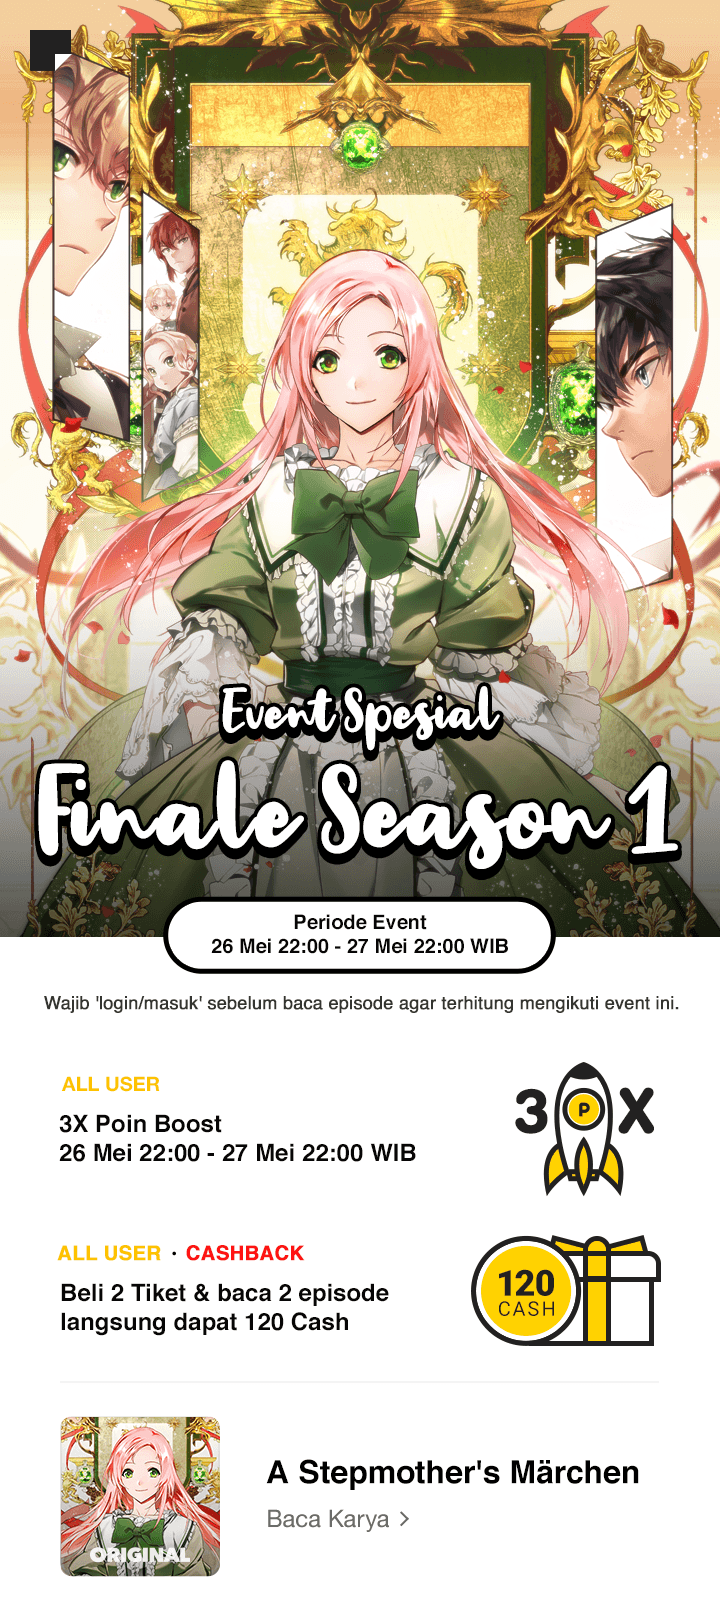 Event Spesial
Finale Season 1
Periode Event
26 Mei 22:00 - 27 Mei 22:00 WIB
Wajib 'login/masuk' sebelum baca episode agar terhitung mengikuti event ini.
ALL USER
3X Poin Boost
26 Mei 22:00 - 27 Mei 22:00 WIB
3 P X
ALL USER · CASHBACK
Beli 2 Tiket & baca 2 episode
langsung dapat 120 Cash
120
CASH
A Stepmother's Märchen
Baca Karya >
ORIGINAL